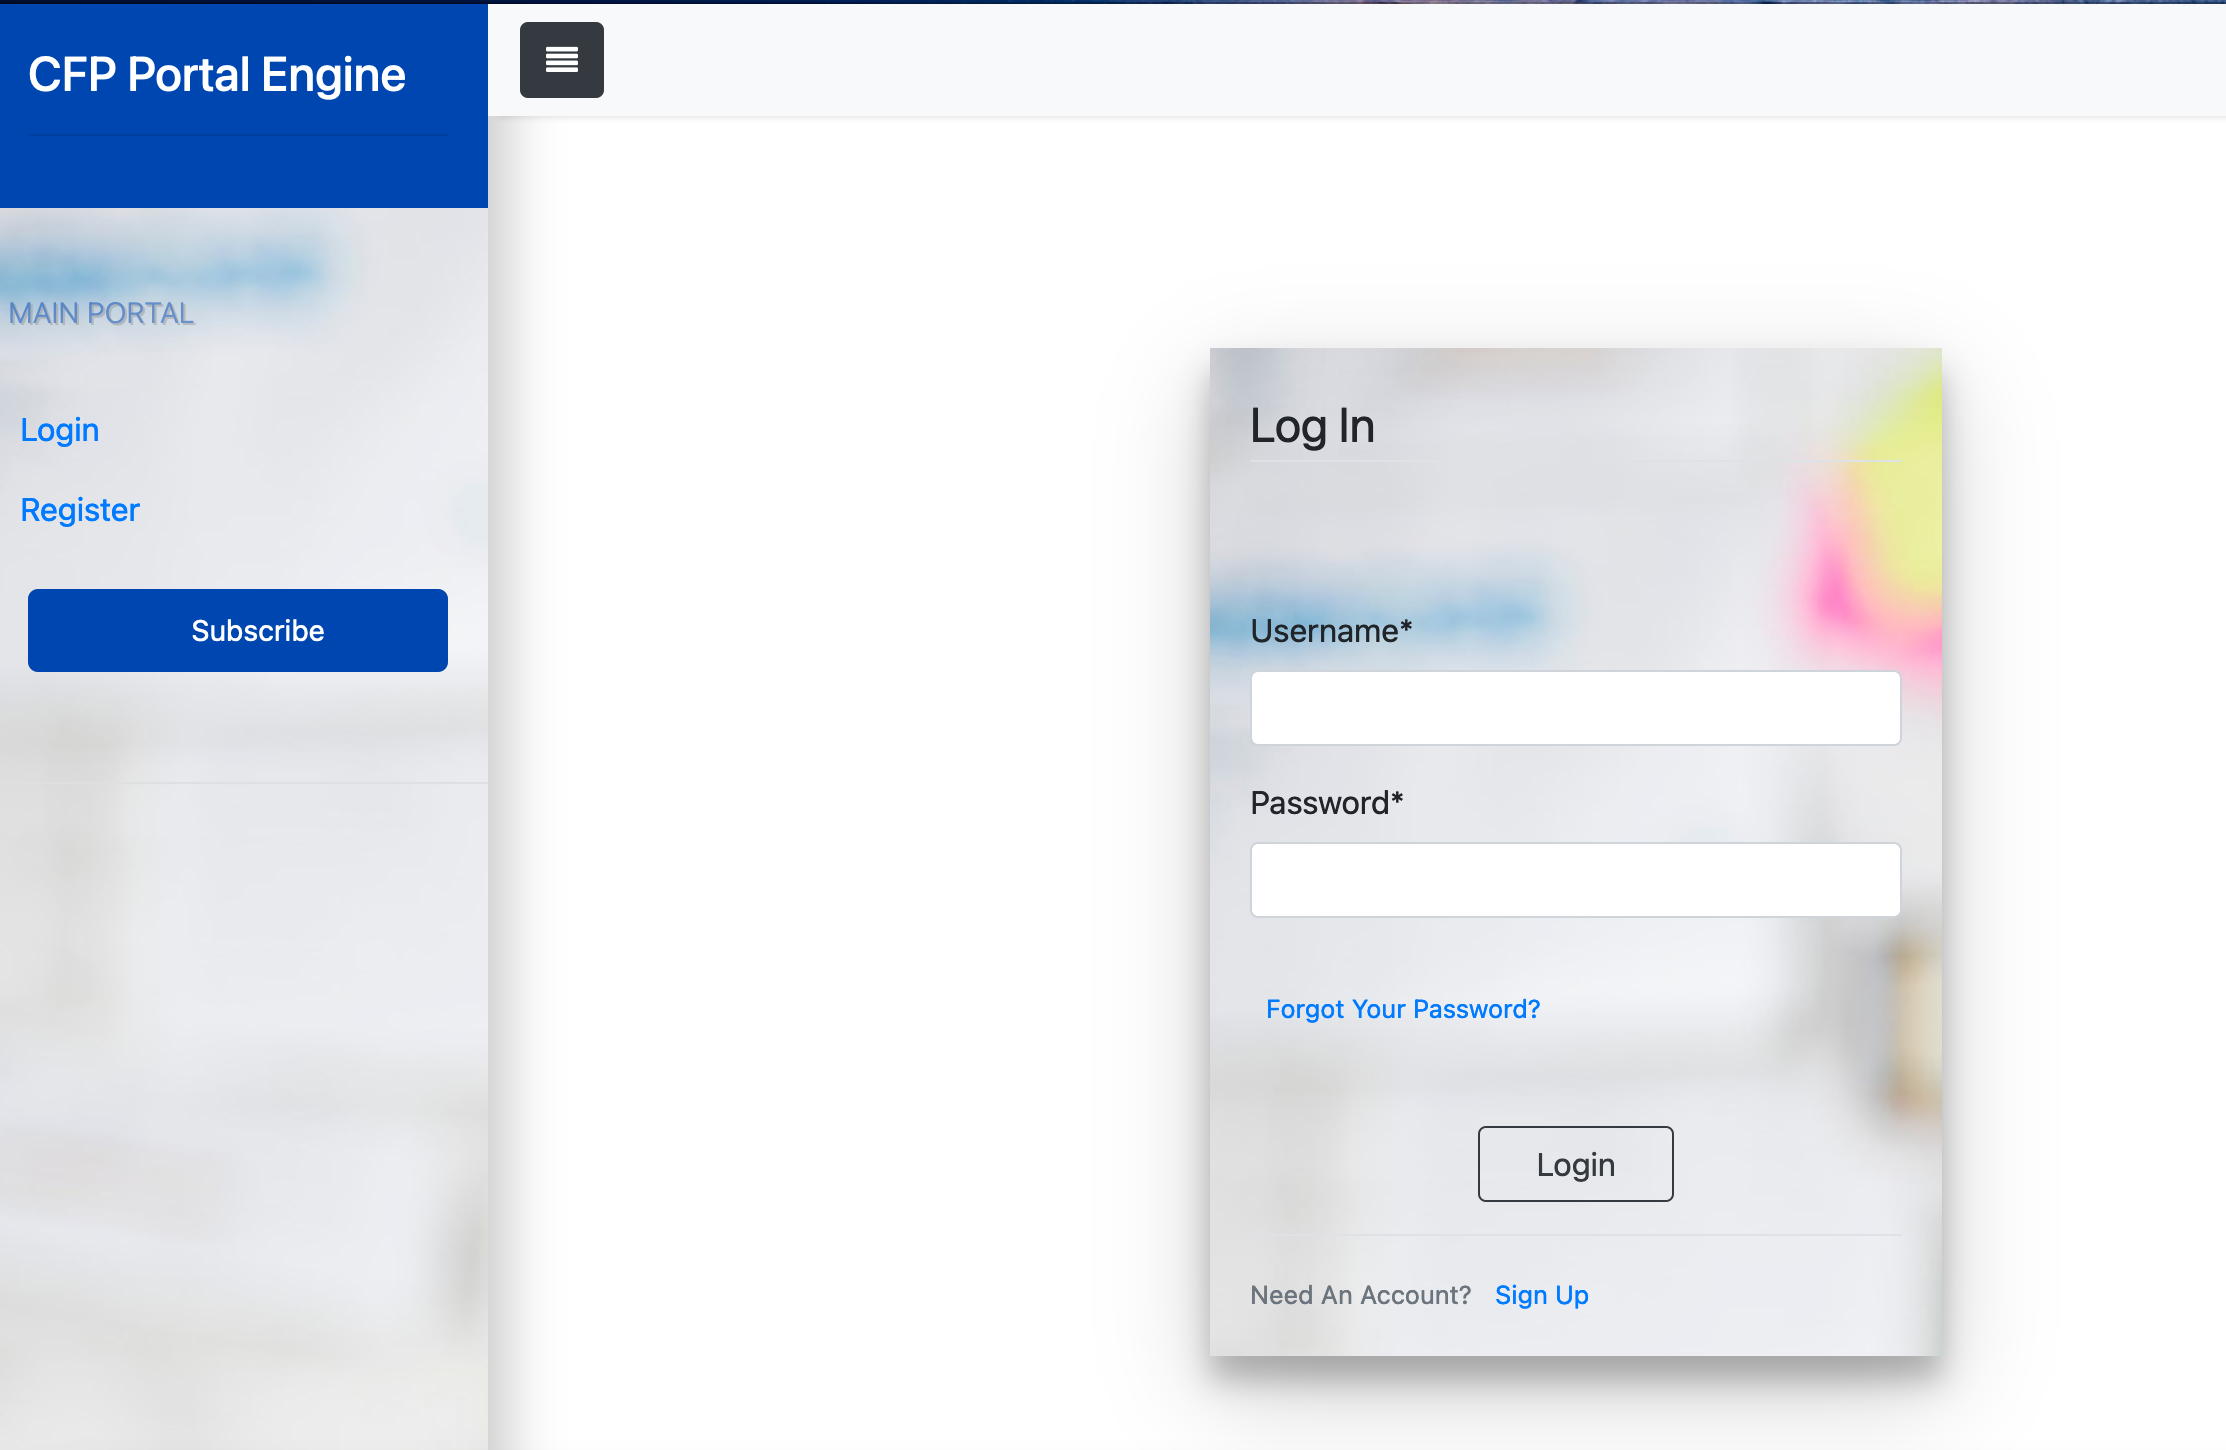 CFP Portal Engine
MAIN PORTAL
Login
Register
Subscribe
Log In
Username*
Password*
Forgot Your Password?
Login
Need An Account? Sign Up